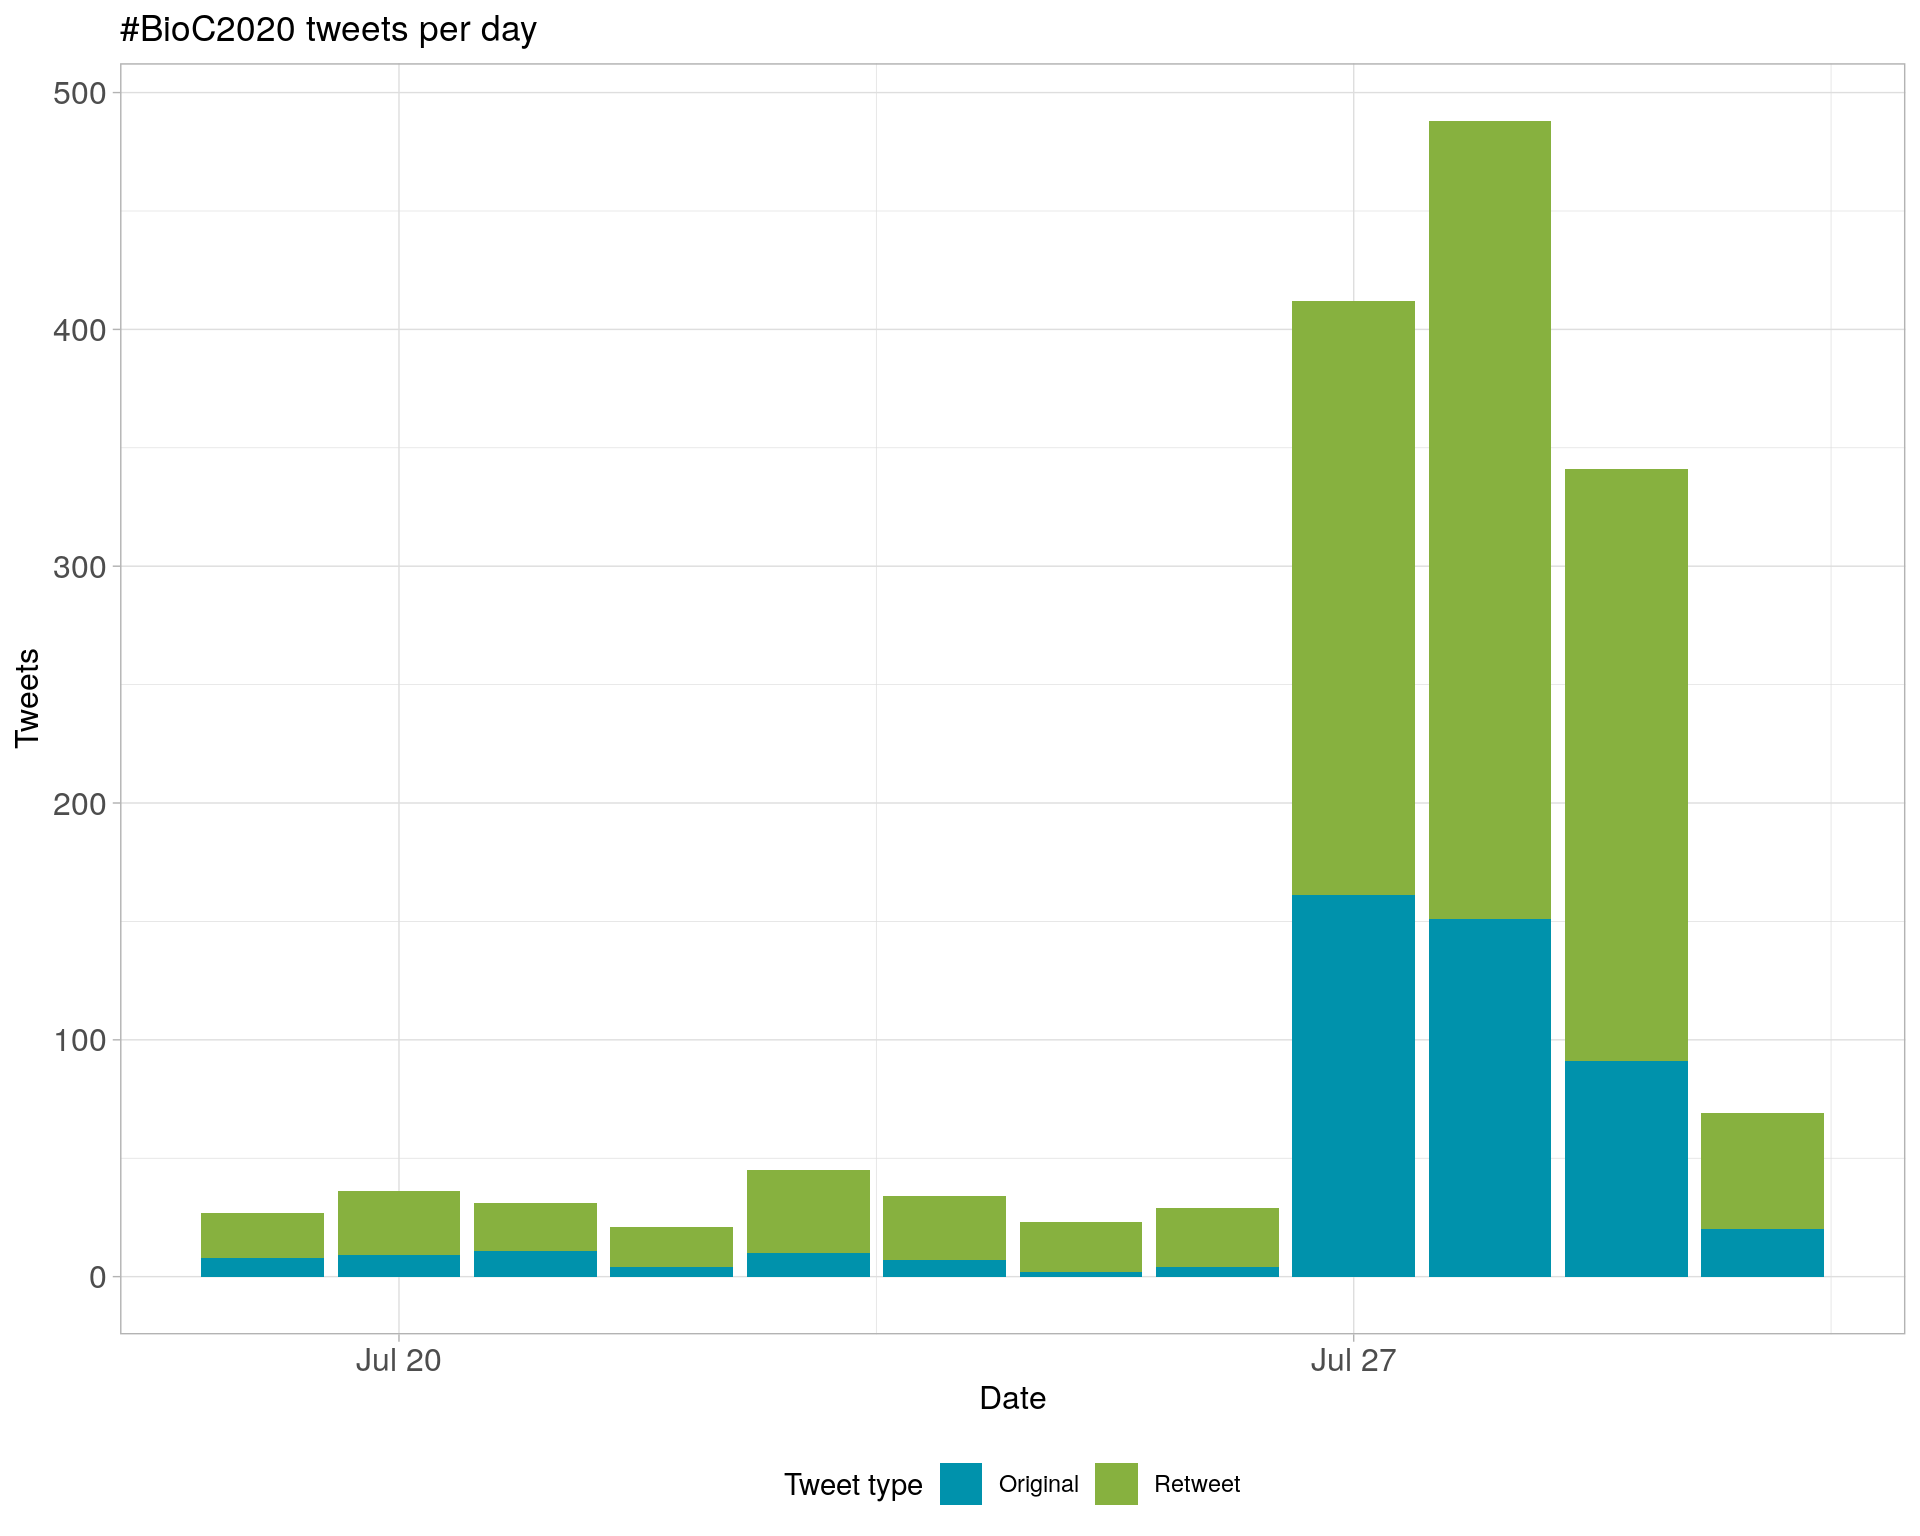 #BioC2020 tweets per day
500
400
300
200
100
0
Tweets
Jul 20
Jul 27
Date
Tweet type
Original
Retweet